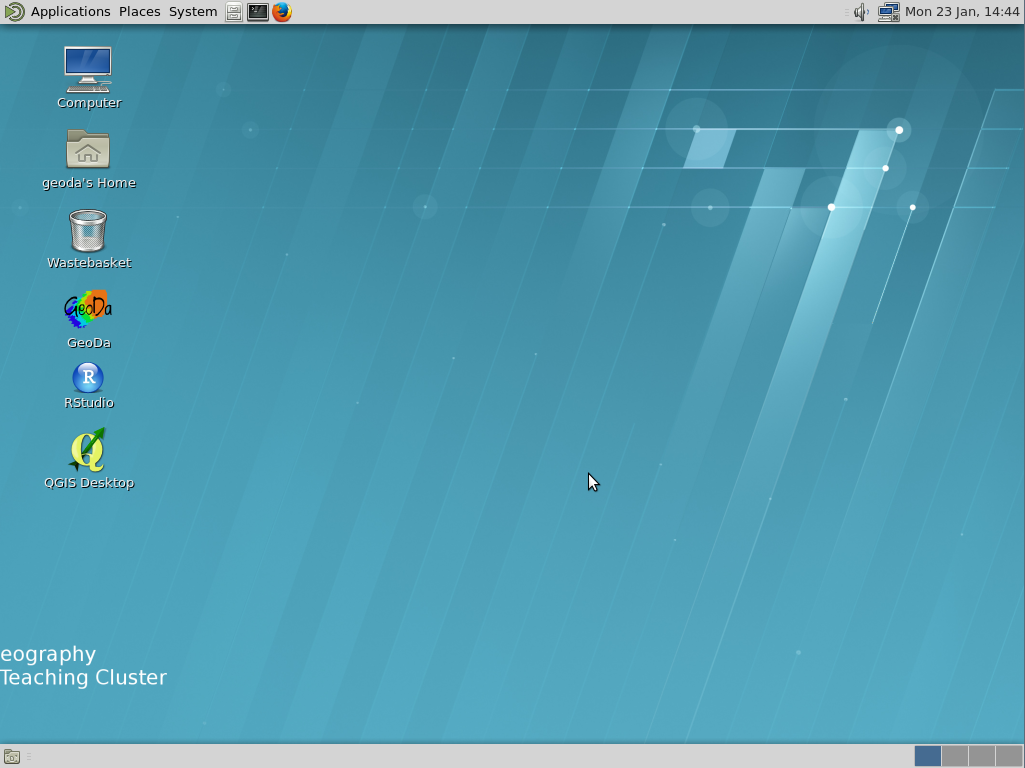 Applications Places System Mon 23 Jan, 14:44
Computer
geoda's Home
Wastebasket
GeoDa
GeoDa
R
RStudio
Q
QGIS Desktop
eography
Teaching Cluster